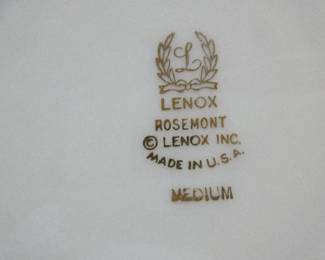 L
LENOX
ROSEMONT
© LENOX INC.
MADE IN U.S.A.
MEDIUM